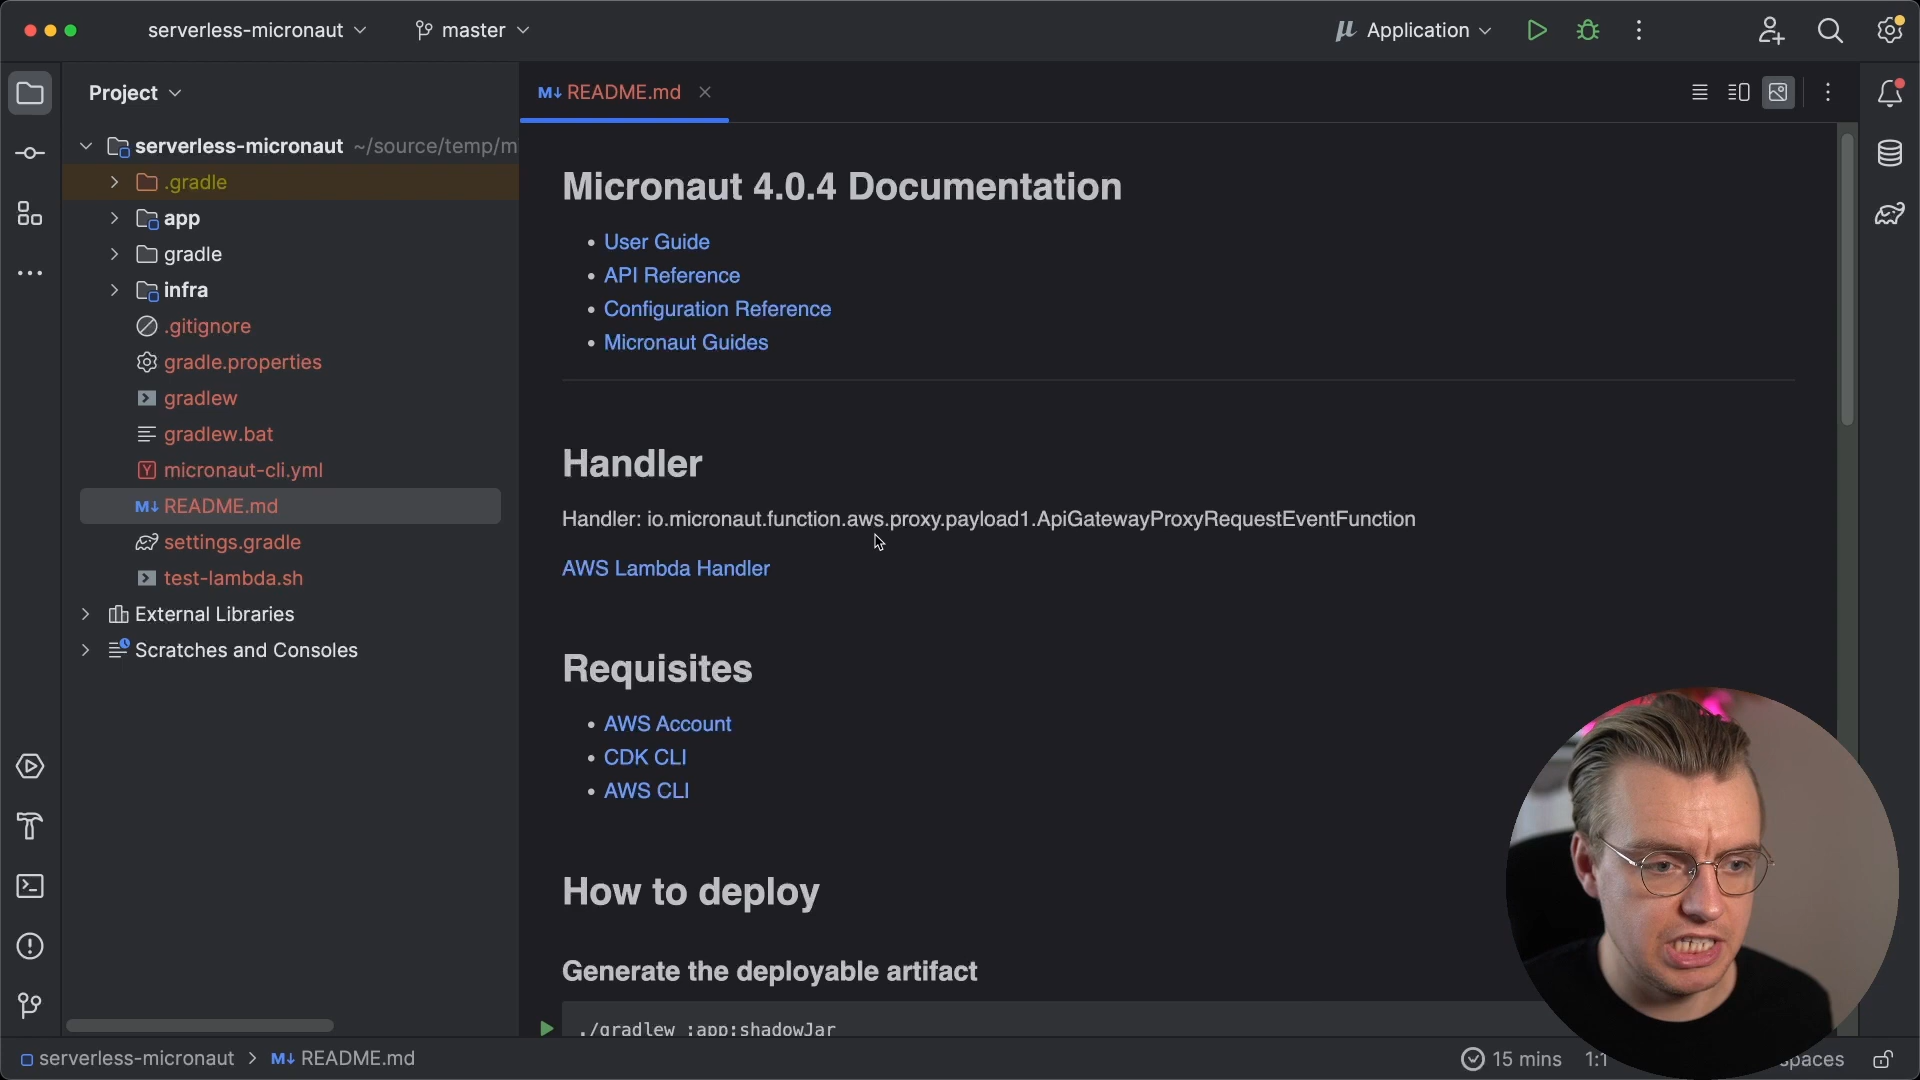 serverless-micronaut
master
Application
Project
README.md
serverless-micronaut ~/source/temp/m
.gradle
app
gradle
infra
.gitignore
gradle.properties
gradlew
gradlew.bat
micronaut-cli.yml
README.md
settings.gradle
test-lambda.sh
External Libraries
Scratches and Consoles
Micronaut 4.0.4 Documentation
User Guide
API Reference
Configuration Reference
Micronaut Guides
Handler
Handler: io.micronaut.function.aws.proxy.payload1.ApiGatewayProxyRequestEventFunction
AWS Lambda Handler
Requisites
AWS Account
CDK CLI
AWS CLI
How to deploy
Generate the deployable artifact
./gradlew :app:shadowJar
serverless-micronaut > README.md
15 mins
1:1
spaces